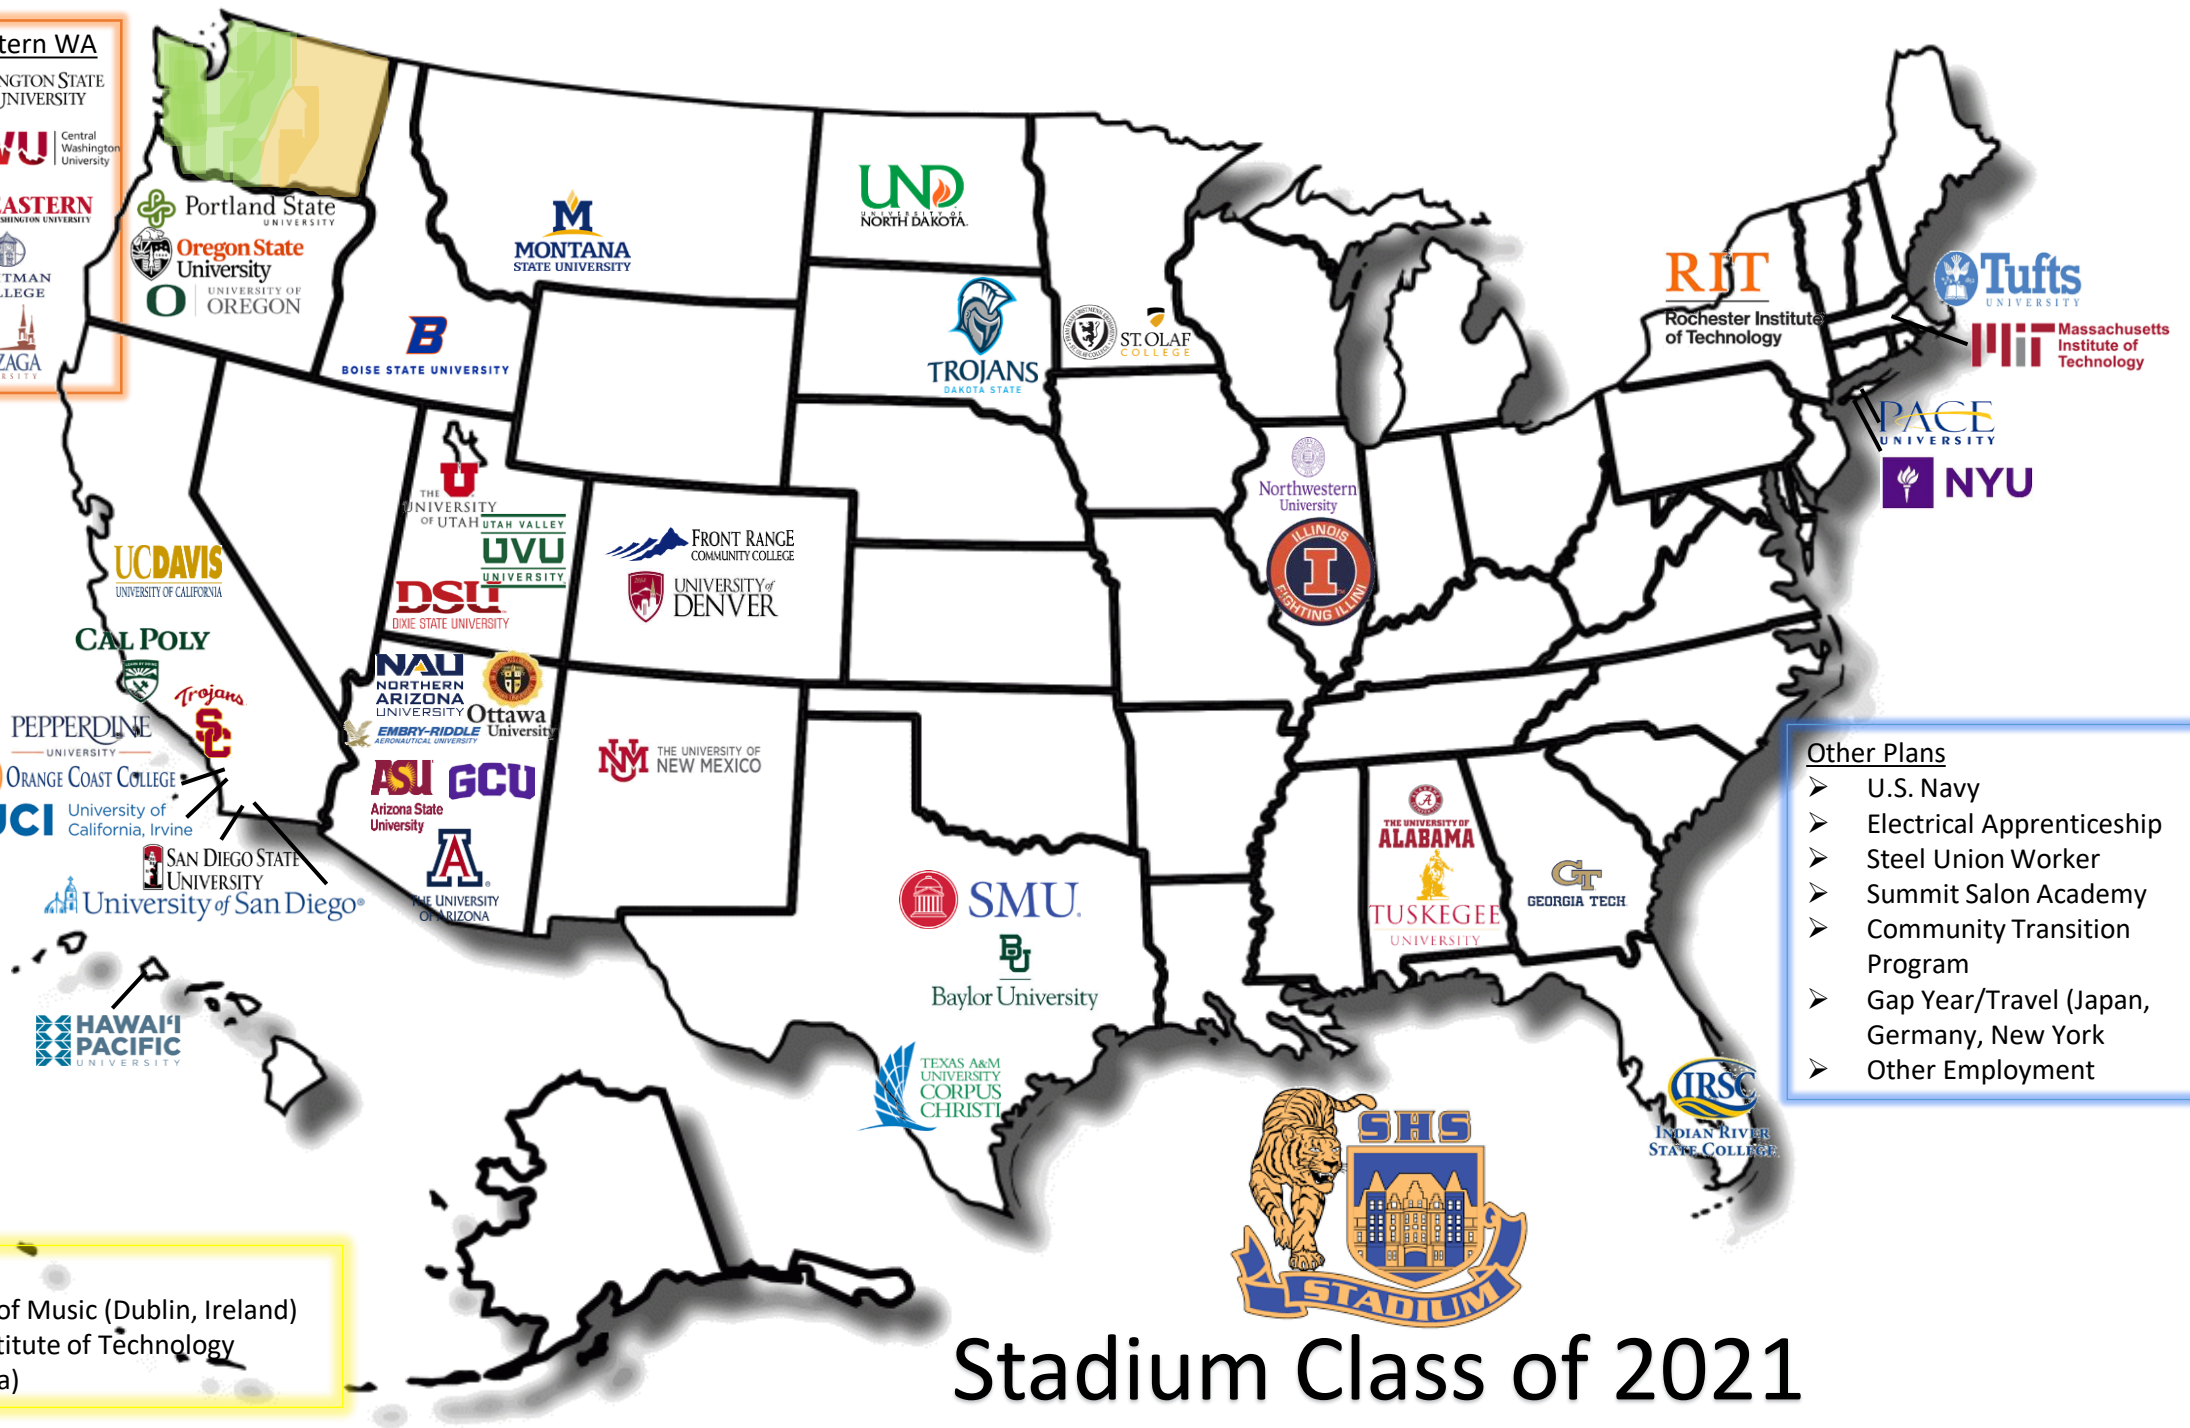 tern WA
NGTON STATE
UNIVERSITY
WU
Central
Washington
University
EASTERN
SHINGTON UNIVERSITY
TMAN
LLEGE
ZAGA
RSITY
Portland State
UNIVERSITY
Oregon State
University
O
UNIVERSITY OF
OREGON
M
MONTANA
STATE UNIVERSITY
B
BOISE STATE UNIVERSITY
UND
UNIVERSITY OF
NORTH DAKOTA
TROJANS
DAKOTA STATE
ST. OLAF
COLLEGE
RIT
Rochester Institute
of Technology
Tufts
UNIVERSITY
MIT
Massachusetts
Institute of
Technology
PACE
UNIVERSITY
NYU
Northwestern
University
ILLINOIS
I
FIGHTING ILLINI
U
THE
UNIVERSITY
OF UTAH
UTAH VALLEY
UVU
UNIVERSITY
DSU
DIXIE STATE UNIVERSITY
FRONT RANGE
COMMUNITY COLLEGE
UNIVERSITY of
DENVER
UCDAVIS
UNIVERSITY OF CALIFORNIA
CAL POLY
Trojans
SC
PEPPERDINE
UNIVERSITY
ORANGE COAST COLLEGE
UCI
University of
California, Irvine
SAN DIEGO STATE
UNIVERSITY
University of San Diego
NAU
NORTHERN
ARIZONA
UNIVERSITY
Ottawa
University
EMBRY-RIDDLE
AERONAUTICAL UNIVERSITY
ASU
Arizona State
University
GCU
A
THE UNIVERSITY
OF ARIZONA
NM
THE UNIVERSITY OF
NEW MEXICO
SMU
BU
Baylor University
TEXAS A&M
UNIVERSITY
CORPUS
CHRISTI
A
THE UNIVERSITY OF
ALABAMA
TUSKEGEE
UNIVERSITY
GT
GEORGIA TECH
IRSC
INDIAN RIVER
STATE COLLEGE
HAWAI'I
PACIFIC
UNIVERSITY
Other Plans
➢ U.S. Navy
➢ Electrical Apprenticeship
➢ Steel Union Worker
➢ Summit Salon Academy
➢ Community Transition
Program
➢ Gap Year/Travel (Japan,
Germany, New York
➢ Other Employment
of Music (Dublin, Ireland)
titute of Technology
a)
SHS
STADIUM
Stadium Class of 2021